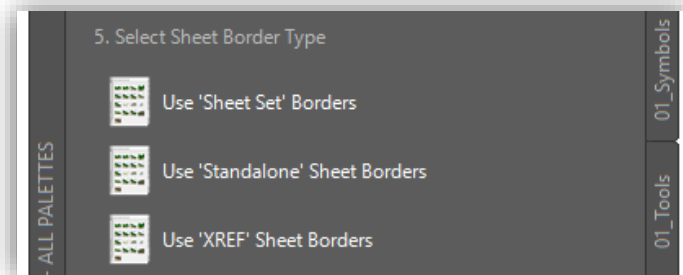 5. Select Sheet Border Type
Use 'Sheet Set' Borders
Use 'Standalone' Sheet Borders
Use 'XREF' Sheet Borders
ALL PALETTES
01_Symbols
01_Tools